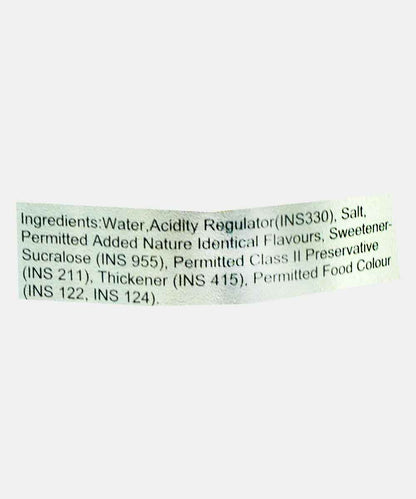 Ingredients:Water,Acidity Regulator(INS330), Salt,
Permitted Added Nature Identical Flavours, Sweetener-
Sucralose (INS 955), Permitted Class II Preservative
(INS 211), Thickener (INS 415), Permitted Food Colour
(INS 122, INS 124).